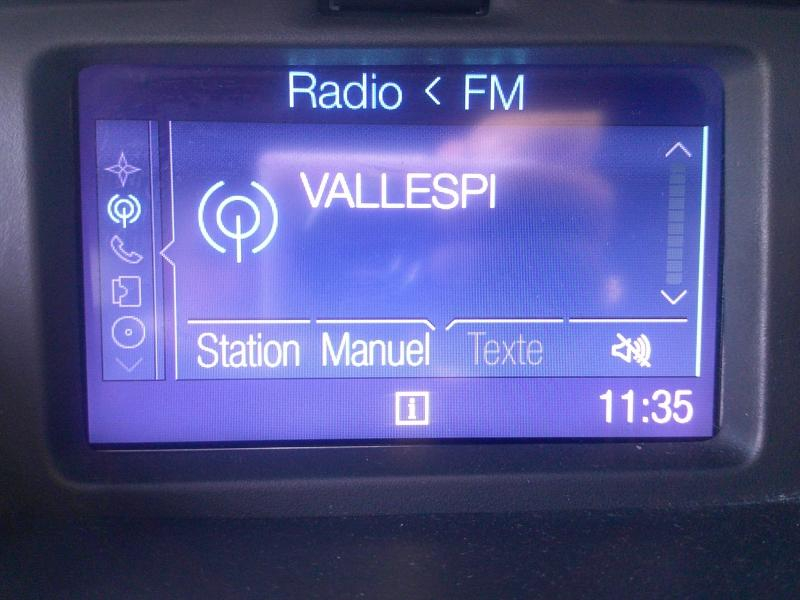 Radio < FM
VALLESPI
Station Manuel Texte
i 11:35